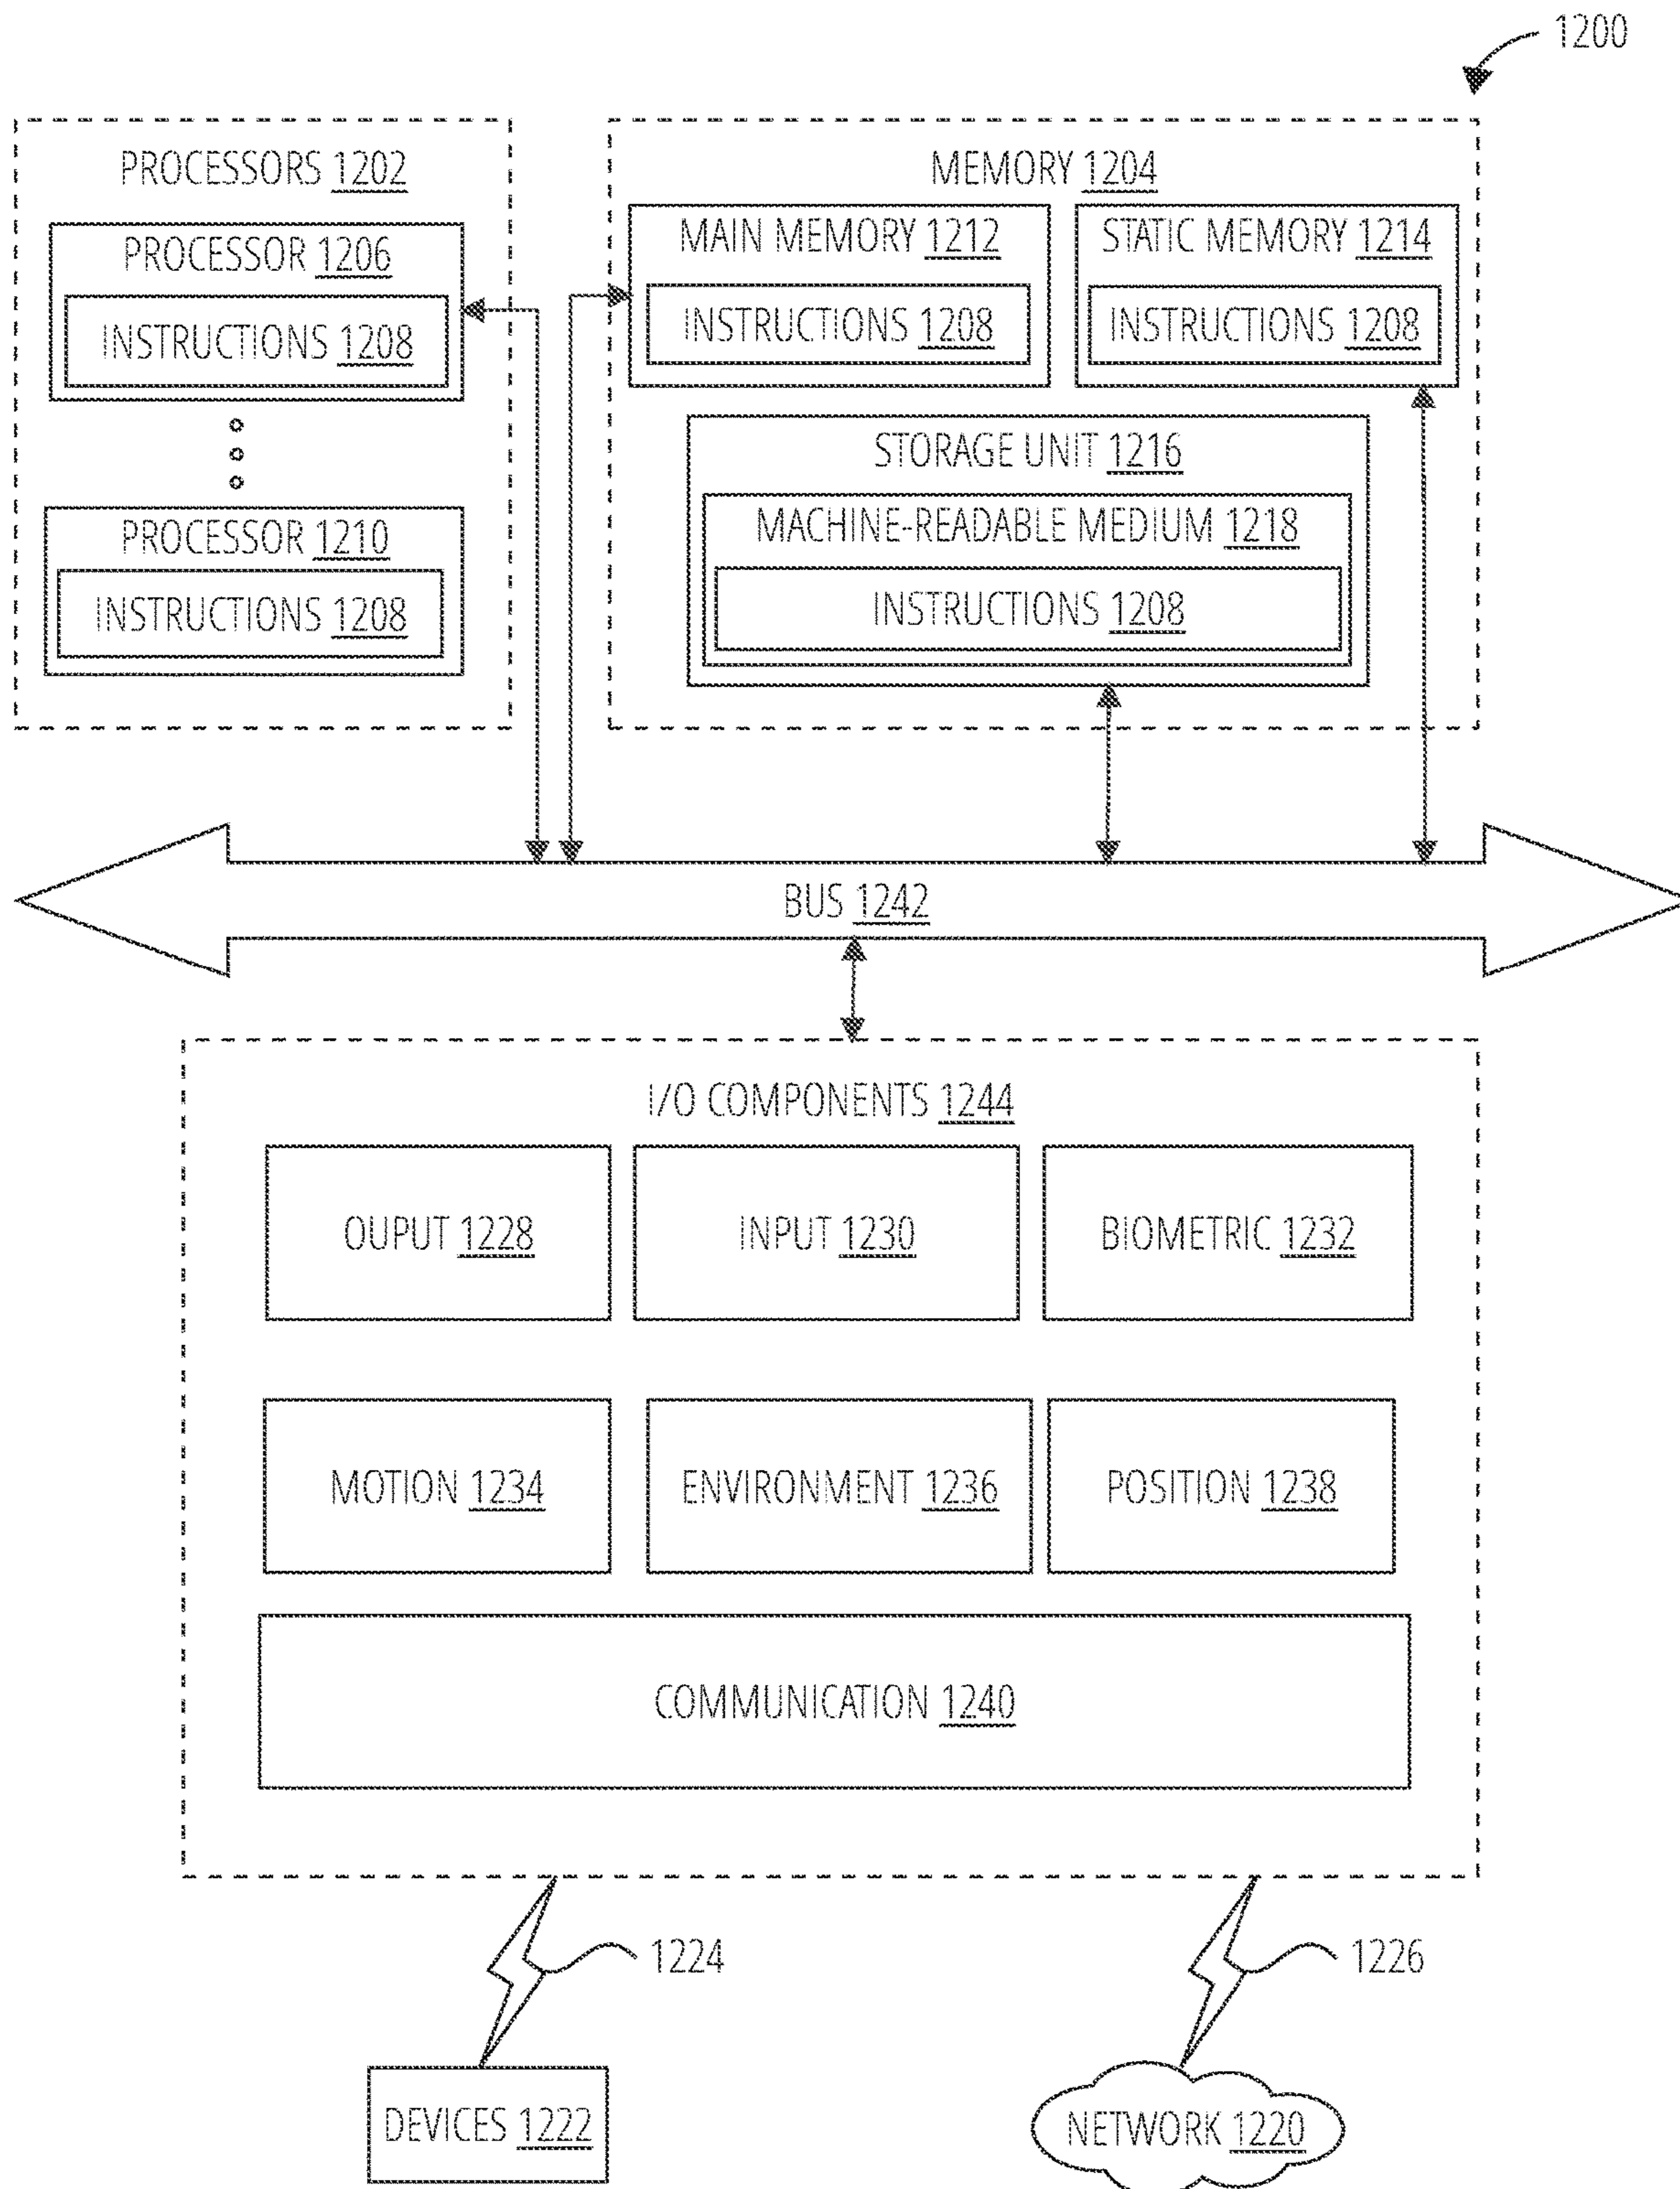 1200
PROCESSORS 1202
PROCESSOR 1206
INSTRUCTIONS 1208
PROCESSOR 1210
INSTRUCTIONS 1208
MEMORY 1204
MAIN MEMORY 1212
INSTRUCTIONS 1208
STATIC MEMORY 1214
INSTRUCTIONS 1208
STORAGE UNIT 1216
MACHINE-READABLE MEDIUM 1218
INSTRUCTIONS 1208
BUS 1242
I/O COMPONENTS 1244
OUPUT 1228
INPUT 1230
BIOMETRIC 1232
MOTION 1234
ENVIRONMENT 1236
POSITION 1238
COMMUNICATION 1240
1224
1226
DEVICES 1222
NETWORK 1220